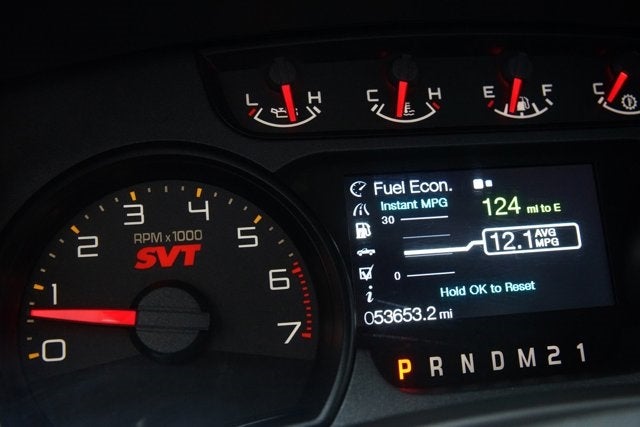 L H
C H
E F
C
Fuel Econ.
Instant MPG
30
124 mi to E
12.1 AVG MPG
0
Hold OK to Reset
053653.2 mi
P R N D M 2 1
RPM x 1000
SVT
0 1 2 3 4 5 6 7